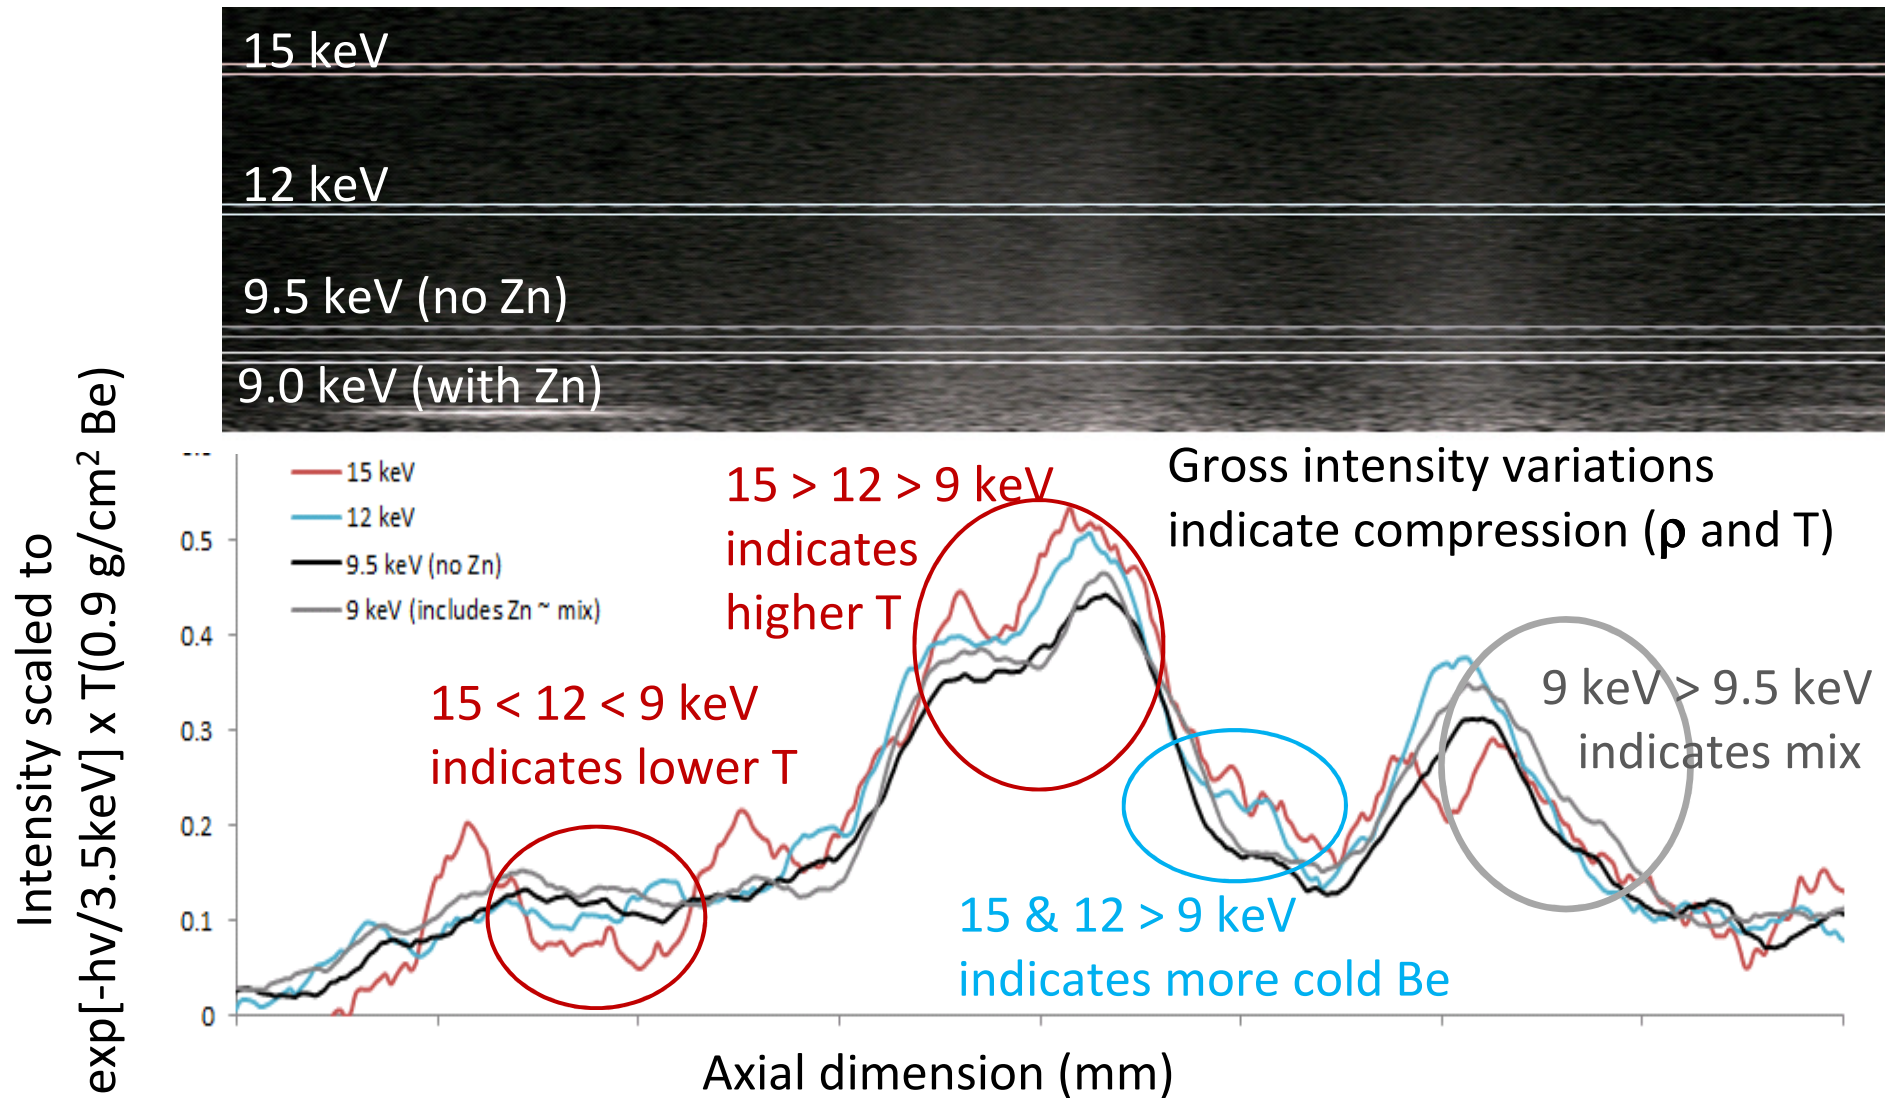 15 keV
12 keV
9.5 keV (no Zn)
9.0 keV (with Zn)
Intensity scaled to
exp[-hv/3.5keV] x T(0.9 g/cm² Be)
15 keV
12 keV
9.5 keV (no Zn)
9 keV (includes Zn ~ mix)
15 > 12 > 9 keV
indicates
higher T
Gross intensity variations
indicate compression (ρ and T)
15 < 12 < 9 keV
indicates lower T
9 keV > 9.5 keV
indicates mix
15 & 12 > 9 keV
indicates more cold Be
0.5
0.4
0.3
0.2
0.1
0
Axial dimension (mm)